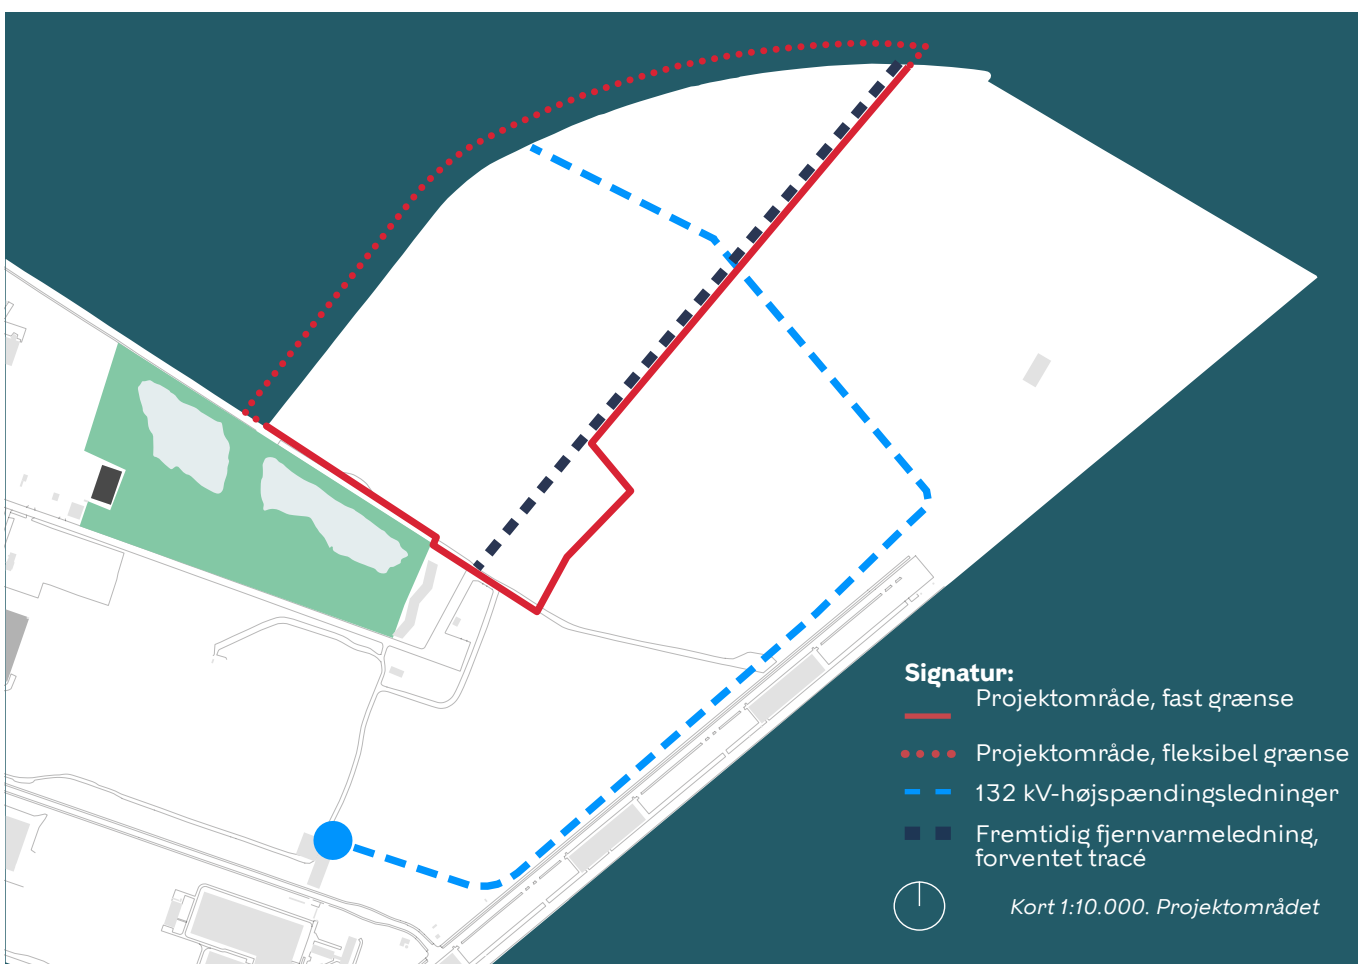 Signatur:
Projektområde, fast grænse
Projektområde, fleksibel grænse
132 kV-højspændingsledninger
Fremtidig fjernvarmeledning,
forventet tracé
Kort 1:10.000. Projektområdet